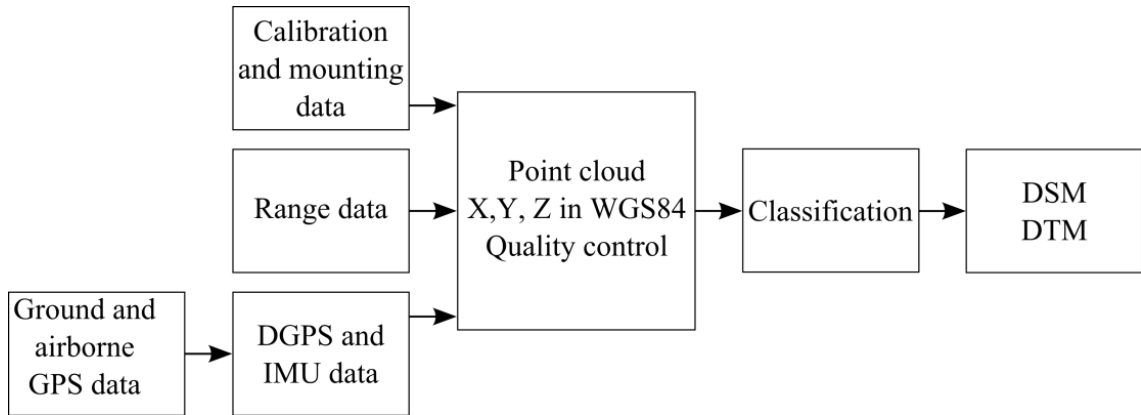 Calibration
and mounting
data
Range data
Ground and
airborne
GPS data
DGPS and
IMU data
Point cloud
X,Y, Z in WGS84
Quality control
Classification
DSM
DTM